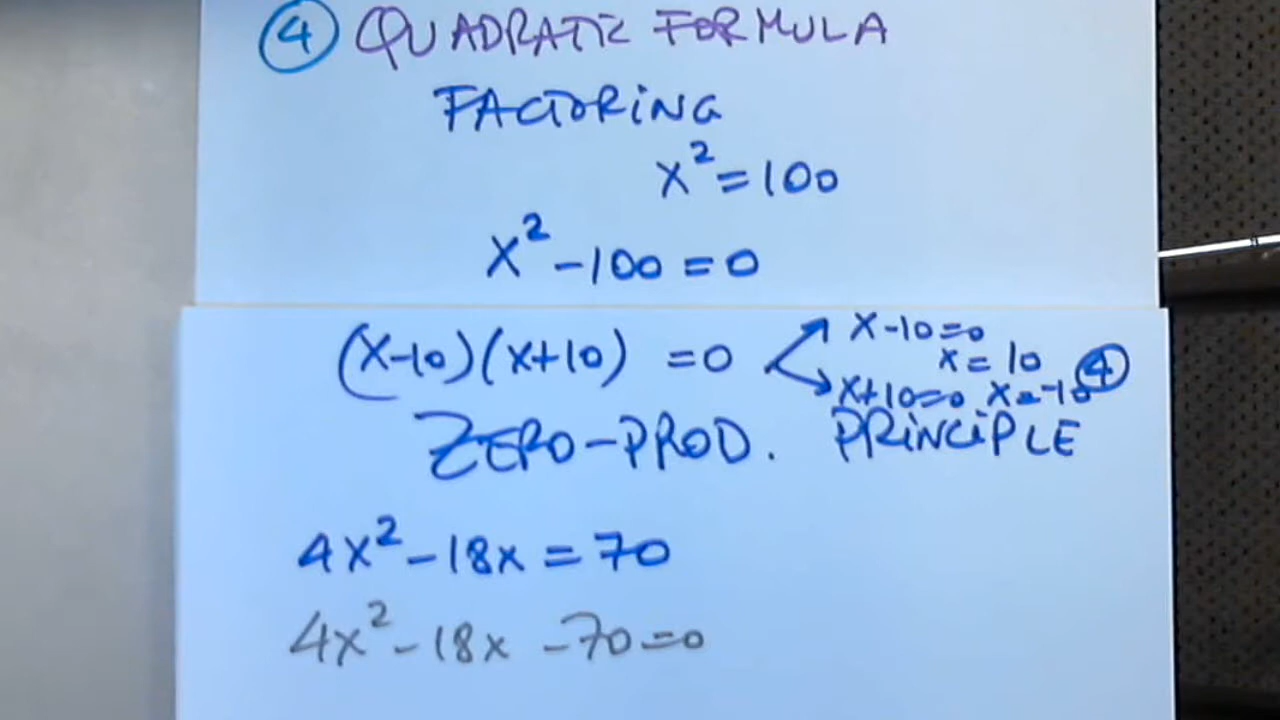 ④ QUADRATIC FORMULA
FACTORING
x² = 100
x² - 100 = 0
(x-10)(x+10) = 0
x-10=0
x = 10
x+10=0 x=-10
④
ZERO-PROD. PRINCIPLE
4x² - 18x = 70
4x² - 18x - 70 = 0